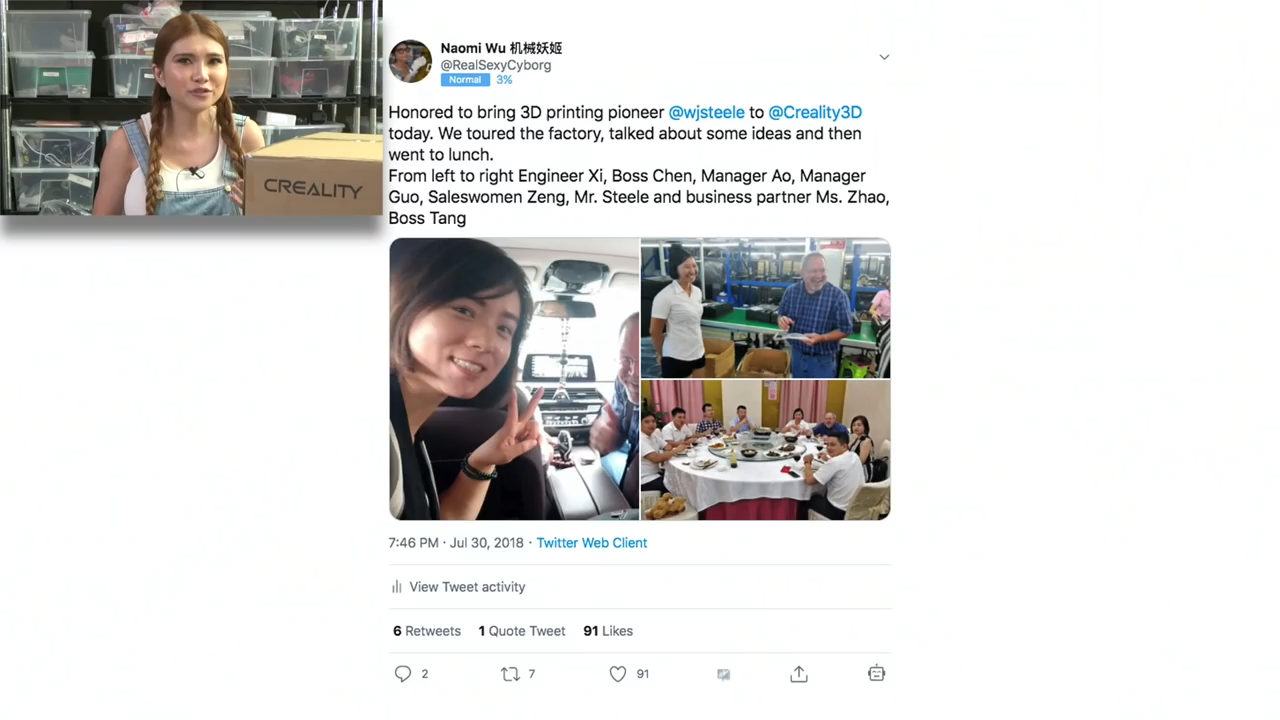 CREALITY
Naomi Wu 机械妖姬
@RealSexyCyborg
Normal 3%
Honored to bring 3D printing pioneer @wjsteele to @Creality3D
today. We toured the factory, talked about some ideas and then
went to lunch.
From left to right Engineer Xi, Boss Chen, Manager Ao, Manager
Guo, Saleswomen Zeng, Mr. Steele and business partner Ms. Zhao,
Boss Tang
7:46 PM · Jul 30, 2018 · Twitter Web Client
View Tweet activity
6 Retweets 1 Quote Tweet 91 Likes
2 7 91